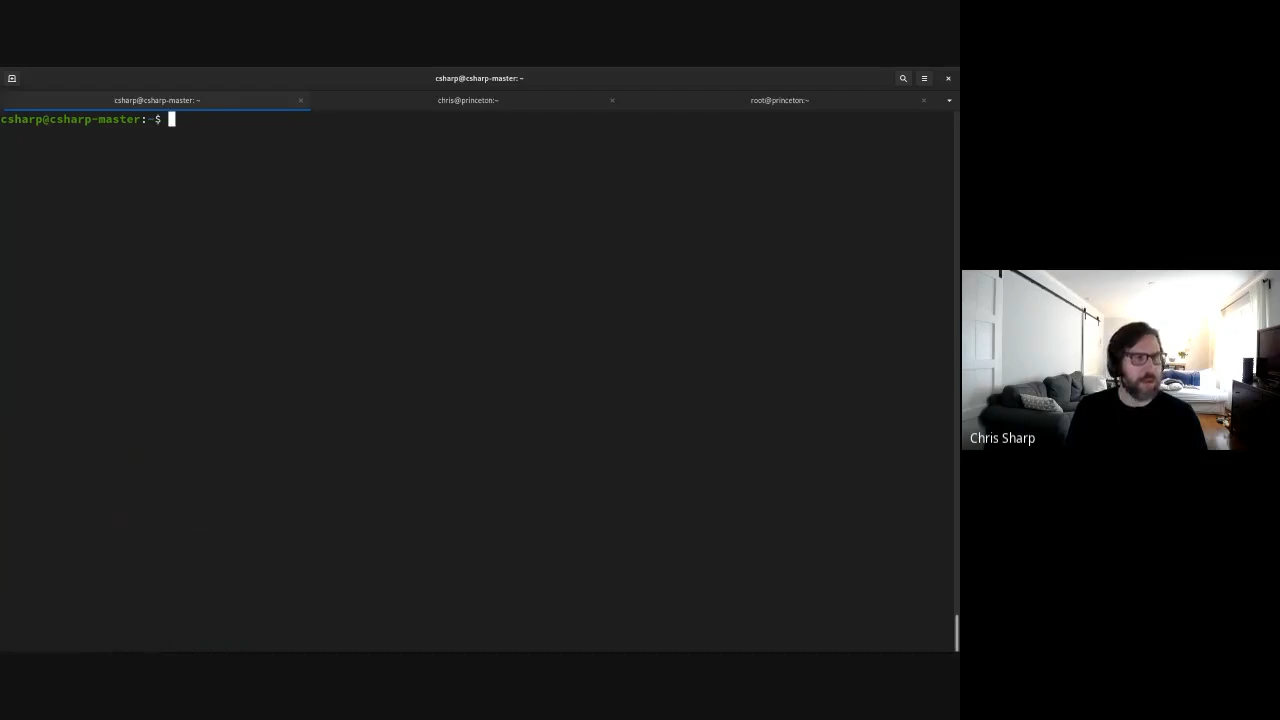 csharp@csharp-master: ~
csharp@csharp-master: ~
chris@princeton:~
root@princeton:~
csharp@csharp-master:~$
Chris Sharp